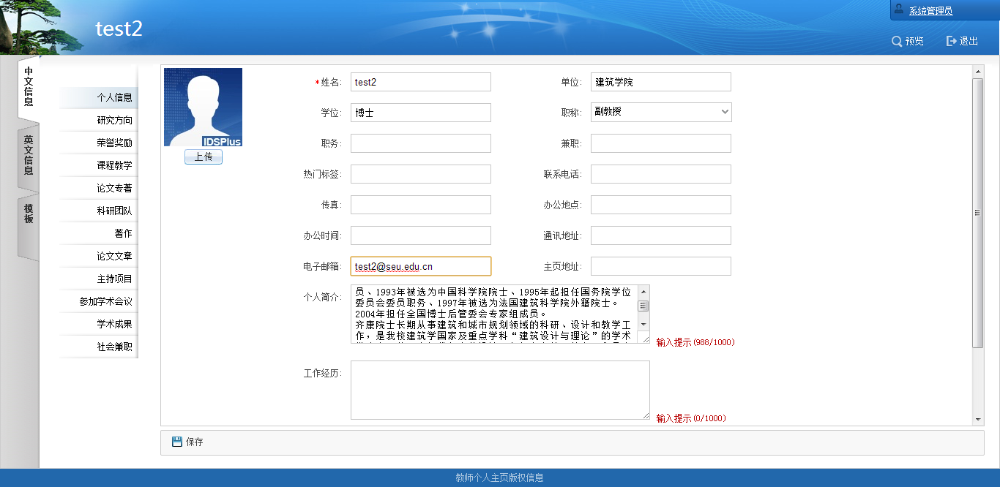 test2
系统管理员
预览
退出
中文信息
英文信息
模板
个人信息
研究方向
荣誉奖励
课程教学
论文专著
科研团队
著作
论文文章
主持项目
参加学术会议
学术成果
社会兼职
IDSPlus
上传
*姓名: test2 单位: 建筑学院
学位: 博士 职称: 副教授
职务: 兼职:
热门标签: 联系电话:
传真: 办公地点:
办公时间: 通讯地址:
电子邮箱: test2@seu.edu.cn 主页地址:
个人简介:
员、1993年被选为中国科学院院士、1995年起担任国务院学位
委员会委员职务、1997年被选为法国建筑科学院外籍院士。
2004年担任全国博士后管委会专家组成员。
齐康院士长期从事建筑和城市规划领域的科研、设计和教学工
作，是我校建筑学国家及重点学科“建筑设计与理论”的学术
输入提示(988/1000)
工作经历:
输入提示(0/1000)
保存
教师个人主页版权信息